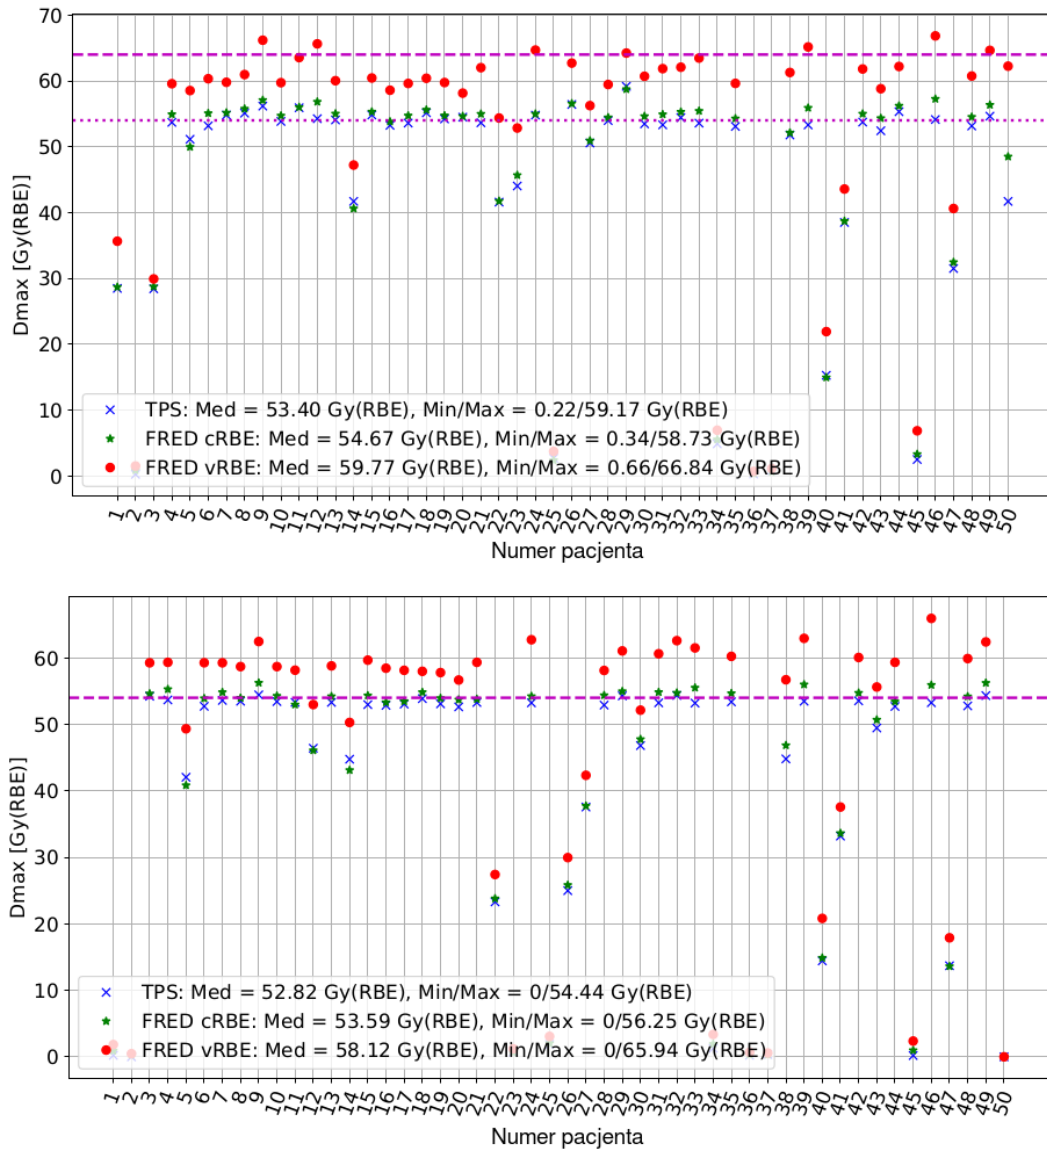 70
60
50
40
30
20
10
0
Dmax [Gy(RBE)]
TPS: Med = 53.40 Gy(RBE), Min/Max = 0.22/59.17 Gy(RBE)
FRED cRBE: Med = 54.67 Gy(RBE), Min/Max = 0.34/58.73 Gy(RBE)
FRED vRBE: Med = 59.77 Gy(RBE), Min/Max = 0.66/66.84 Gy(RBE)
1 2 3 4 5 6 7 8 9 10 11 12 13 14 15 16 17 18 19 20 21 22 23 24 25 26 27 28 29 30 31 32 33 34 35 36 37 38 39 40 41 42 43 44 45 46 47 48 49 50
Numer pacjenta
60
50
40
30
20
10
0
Dmax [Gy(RBE)]
TPS: Med = 52.82 Gy(RBE), Min/Max = 0/54.44 Gy(RBE)
FRED cRBE: Med = 53.59 Gy(RBE), Min/Max = 0/56.25 Gy(RBE)
FRED vRBE: Med = 58.12 Gy(RBE), Min/Max = 0/65.94 Gy(RBE)
1 2 3 4 5 6 7 8 9 10 11 12 13 14 15 16 17 18 19 20 21 22 23 24 25 26 27 28 29 30 31 32 33 34 35 36 37 38 39 40 41 42 43 44 45 46 47 48 49 50
Numer pacjenta